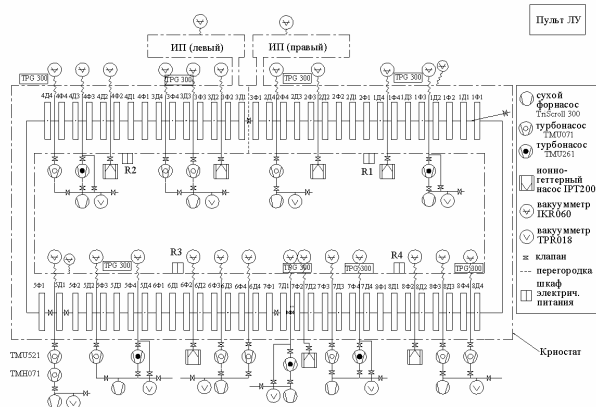 Пульт ЛУ
ИП (левый)
ИП (правый)
TPG 300
TPG 300
TPG 300
TPG 300
4Д4 4Ф4 4Д3 4Ф3 4Д2 4Ф2 4Д1 4Ф1 3Д4 3Ф4 3Д3 3Ф3 3Д2 3Ф2 3Д1 3Ф1 2Д4 2Ф4 2Д3 2Ф3 2Д2 2Ф2 2Д1 2Ф1 1Д4 1Ф4 1Д3 1Ф3 1Д2 1Ф2 1Д1 1Ф1
R2
R1
R3
R4
TPG 300
TPG 300
TPG 300
5Ф1 5Д1 5Ф2 5Д2 5Ф3 5Д3 5Ф4 5Д4 6Ф1 6Д1 6Ф2 6Д2 6Ф3 6Д3 6Ф4 6Д4 7Ф1 7Д1 7Ф2 7Д2 7Ф3 7Д3 7Ф4 7Д4 8Ф1 8Д1 8Ф2 8Д2 8Ф3 8Д3 8Ф4 8Д4
TMU521
TMH071
сухой
форнасос
TriScroll 300
турбонасос
TMU071
турбонасос
TMU261
ионно-
геттерный
насос IPT200
вакуумметр
IKR060
вакуумметр
TPR018
клапан
перегородка
шкаф
электрич.
питания
Криостат